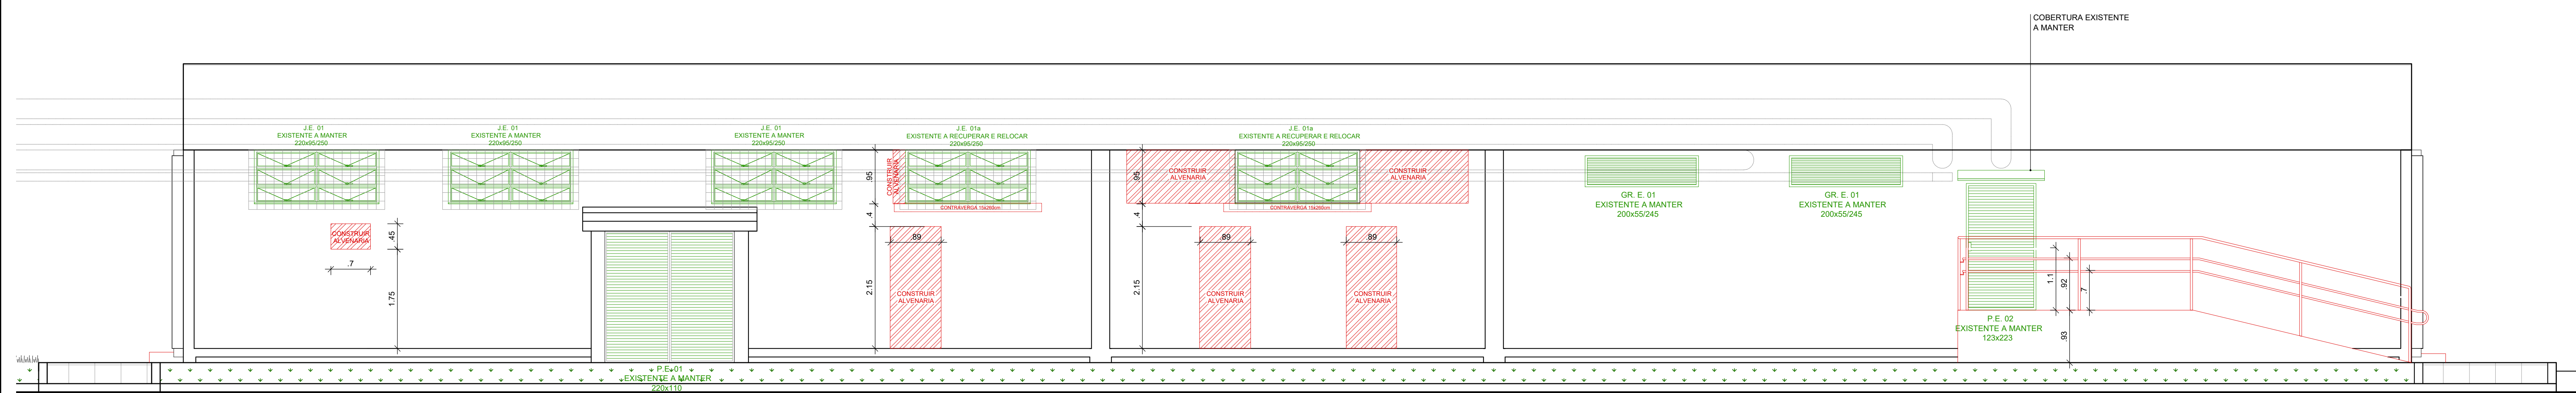 COBERTURA EXISTENTE
A MANTER
J.E. 01
EXISTENTE A MANTER
220x95/250
J.E. 01
EXISTENTE A MANTER
220x95/250
J.E. 01
EXISTENTE A MANTER
220x95/250
J.E. 01a
EXISTENTE A RECUPERAR E RELOCAR
220x95/250
J.E. 01a
EXISTENTE A RECUPERAR E RELOCAR
220x95/250
CONSTRUIR
ALVENARIA
.95
CONTRAVERGA 15x260cm
.4
.95
CONSTRUIR
ALVENARIA
CONSTRUIR
ALVENARIA
CONTRAVERGA 15x260cm
.4
GR. E. 01
EXISTENTE A MANTER
200x55/245
GR. E. 01
EXISTENTE A MANTER
200x55/245
CONSTRUIR
ALVENARIA
.45
.7
1.75
.89
2.15
CONSTRUIR
ALVENARIA
.89
.89
2.15
CONSTRUIR
ALVENARIA
CONSTRUIR
ALVENARIA
1.1
.92
.7
.93
P.E. 02
EXISTENTE A MANTER
123x223
P.E. 01
EXISTENTE A MANTER
220x110